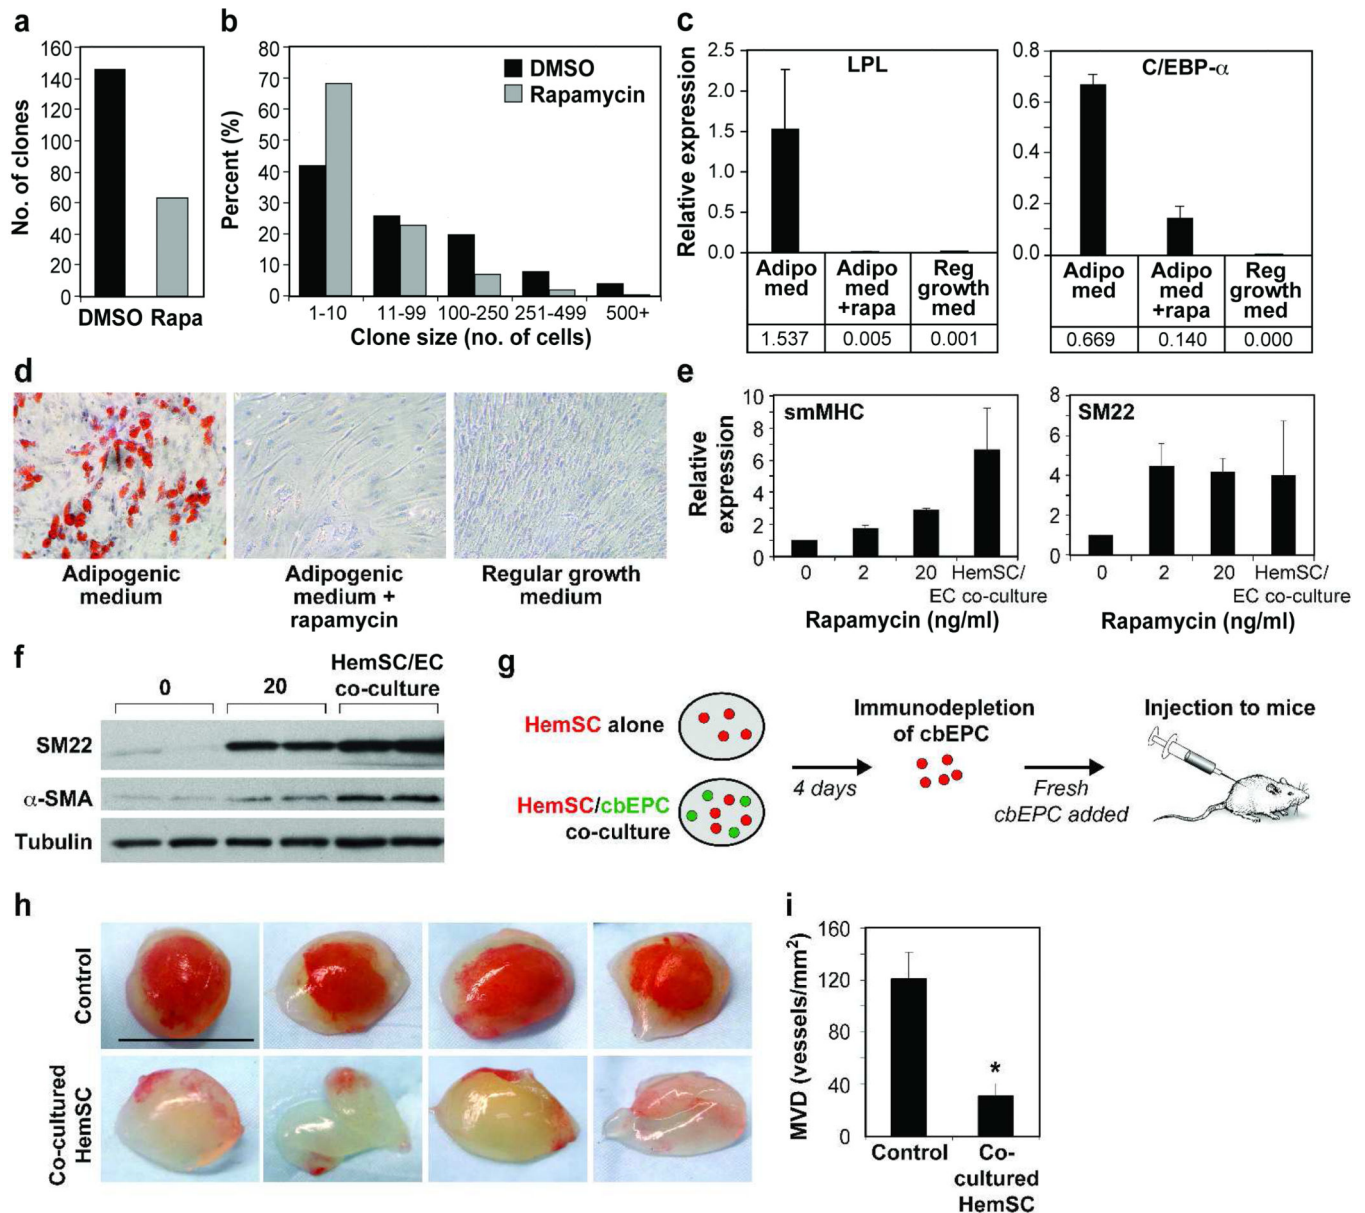 a
160
140
120
100
80
60
40
20
0
No. of clones
DMSO Rapa
b
80
70
60
50
40
30
20
10
0
Percent (%)
DMSO
Rapamycin
1-10 11-99 100-250 251-499 500+
Clone size (no. of cells)
c
Relative expression
2.5
2.0
1.5
1.0
0.5
0.0
LPL
Adipo med
Adipo med +rapa
Reg growth med
1.537 0.005 0.001
0.8
0.6
0.4
0.2
0.0
C/EBP-α
Adipo med
Adipo med +rapa
Reg growth med
0.669 0.140 0.000
d
Adipogenic
medium
Adipogenic
medium +
rapamycin
Regular growth
medium
e
Relative
expression
10
8
6
4
2
0
smMHC
0 2 20 HemSC/
EC co-culture
Rapamycin (ng/ml)
8
6
4
2
0
SM22
0 2 20 HemSC/
EC co-culture
Rapamycin (ng/ml)
f
0 20 HemSC/EC
co-culture
SM22
α-SMA
Tubulin
g
HemSC alone
HemSC/cbEPC
co-culture
4 days
Immunodepletion
of cbEPC
Fresh
cbEPC added
Injection to mice
h
Control
Co-cultured
HemSC
i
MVD (vessels/mm²)
160
120
80
40
0
*
Control
Co-
cultured
HemSC